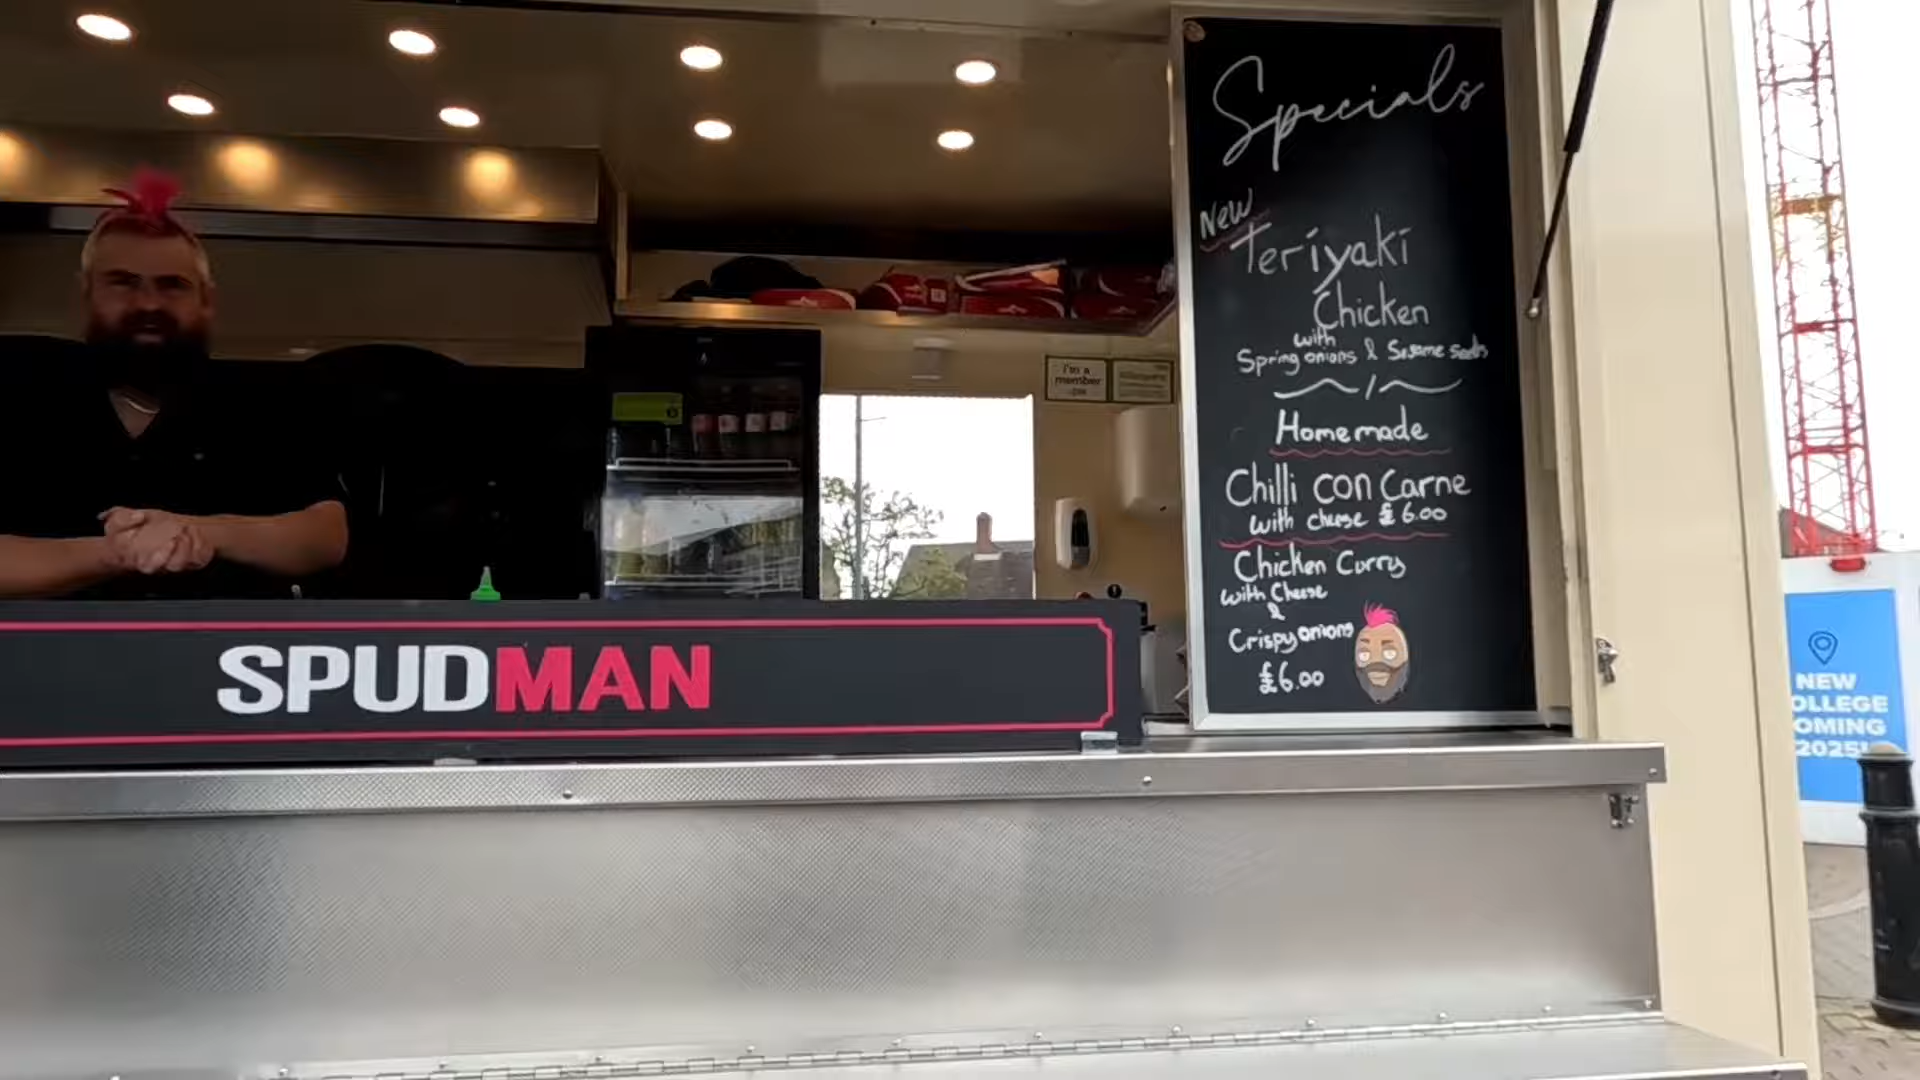 Specials
New
Teriyaki
Chicken
with
Spring onions & Sesame seeds
Homemade
Chilli con Carne
with cheese £6.00
Chicken Curry
with Cheese
&
Crispy onions
£6.00
I'm a
member
SPUDMAN
NEW
OLLEGE
OMING
2025!